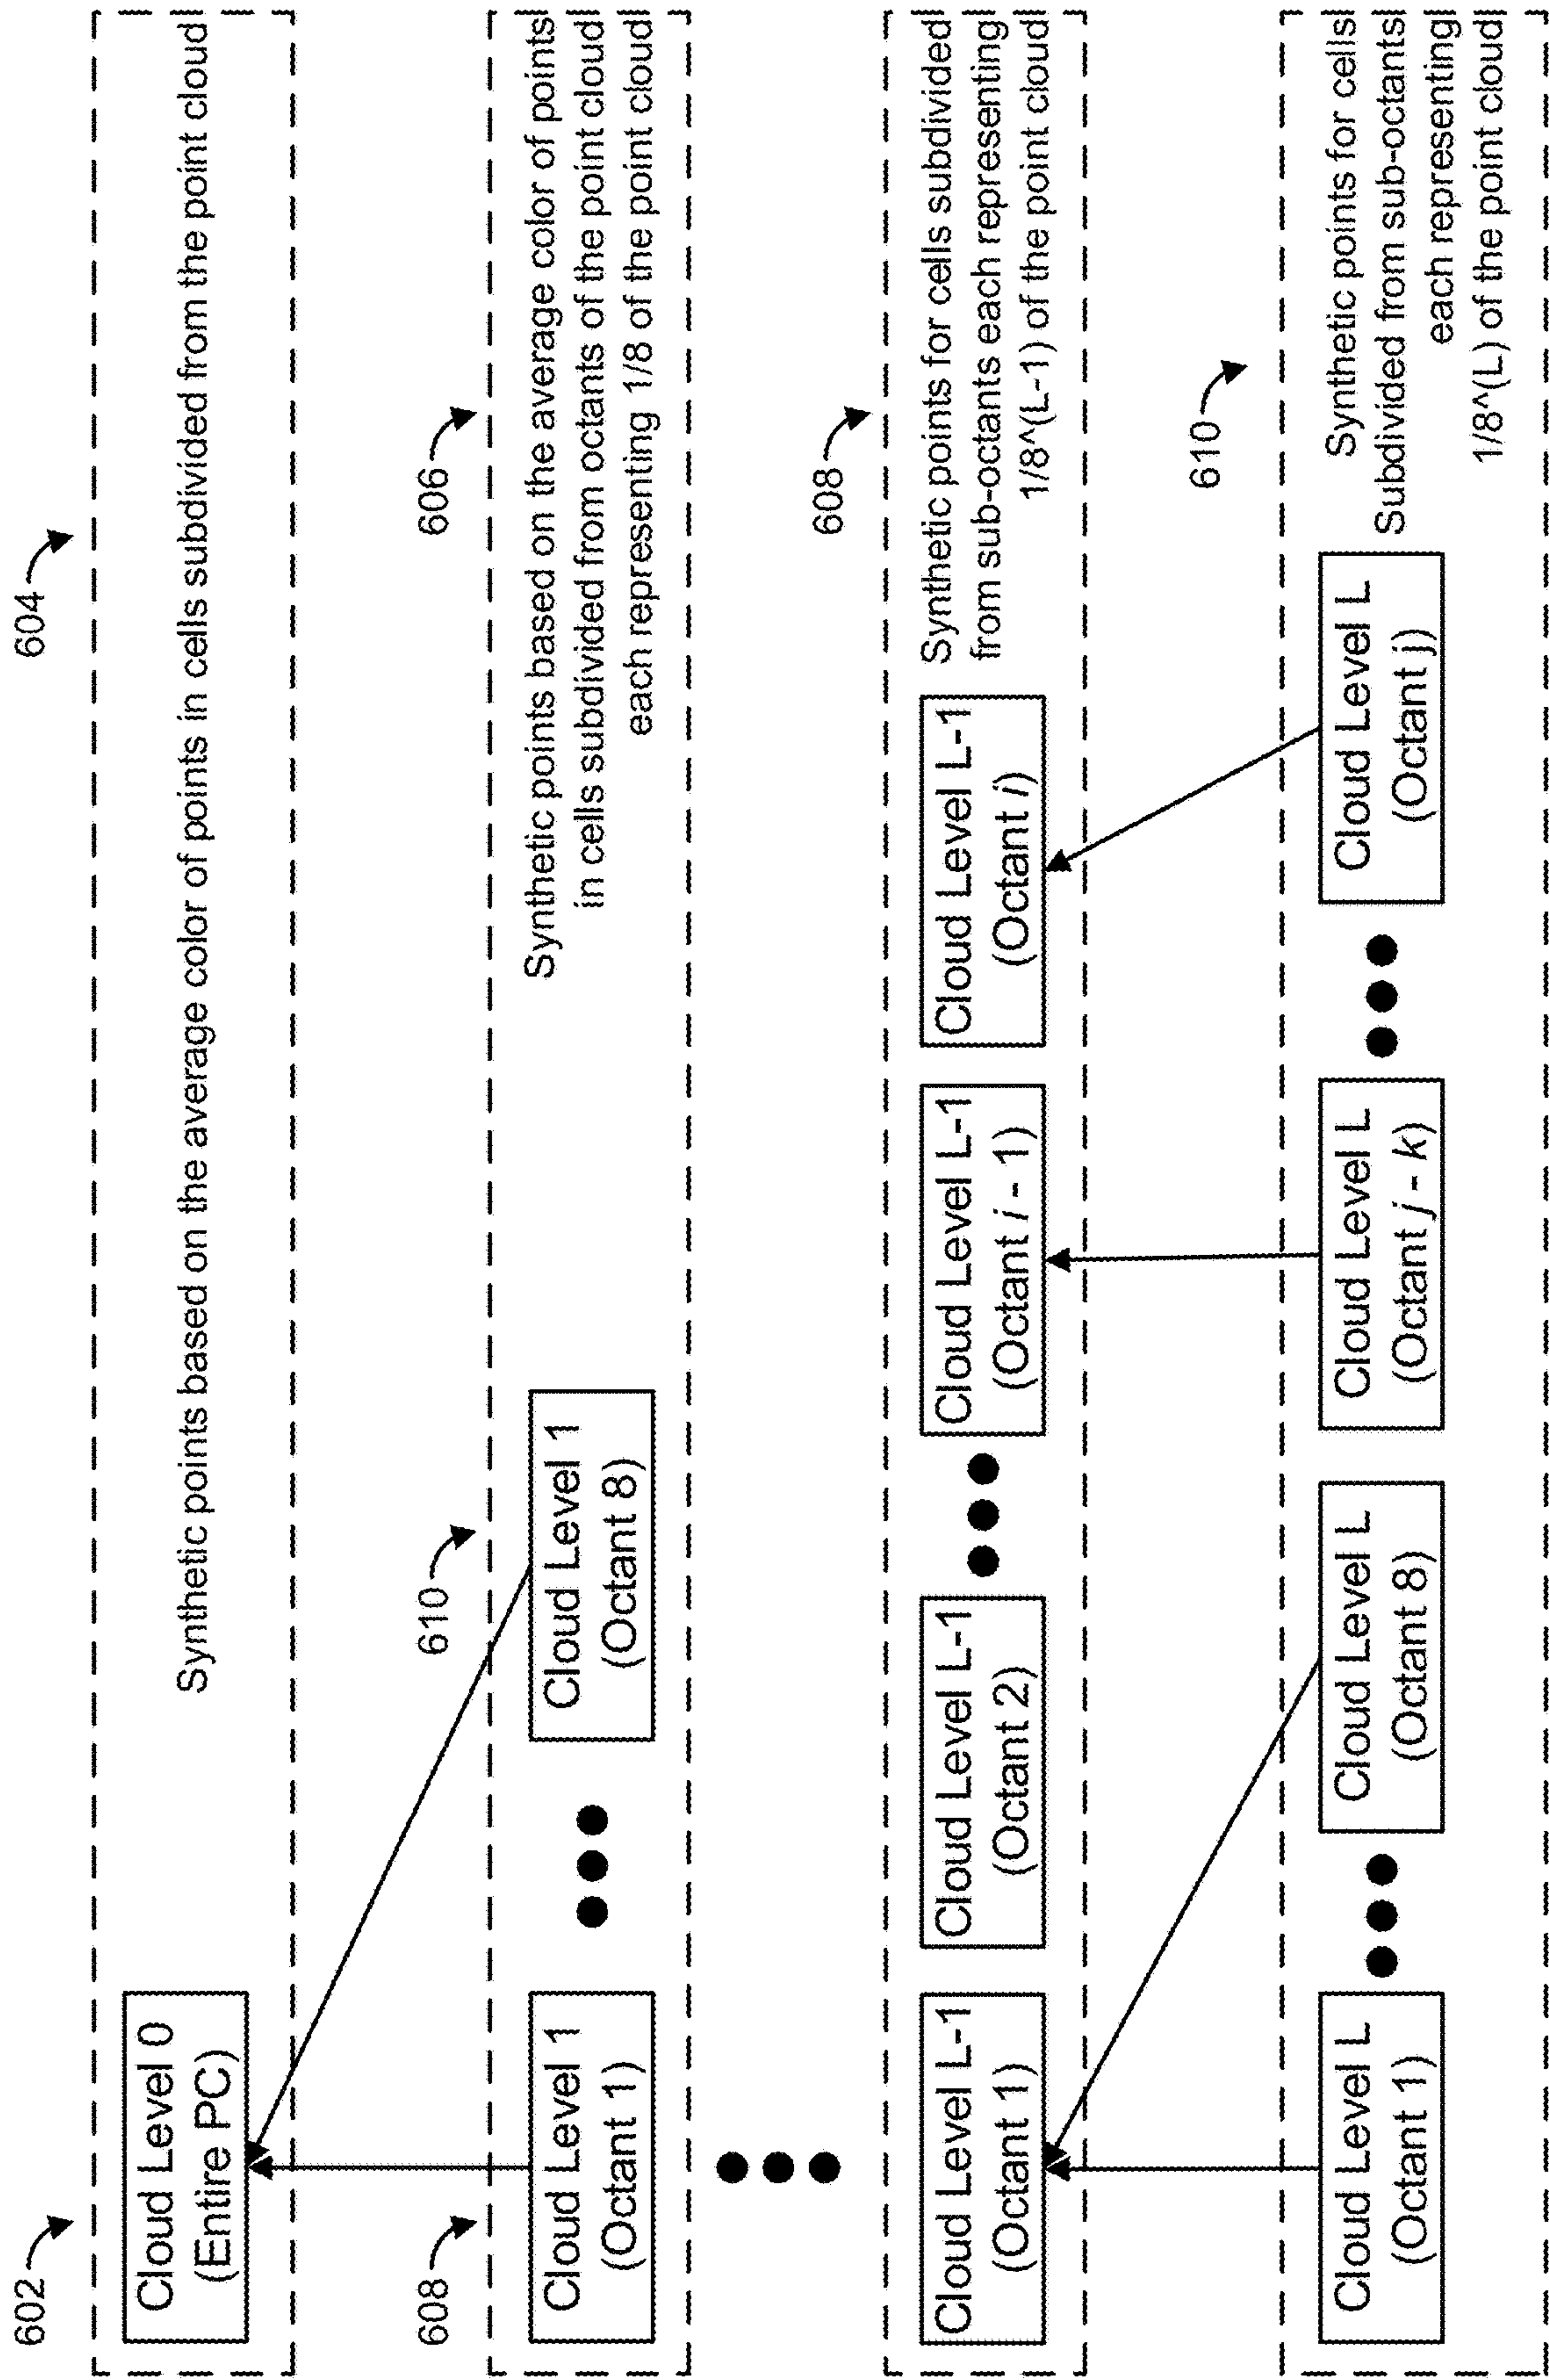 602
604
Cloud Level 0
(Entire PC)
Synthetic points based on the average color of points in cells subdivided from the point cloud
608
610
606
Cloud Level 1
(Octant 1)
Cloud Level 1
(Octant 8)
Synthetic points based on the average color of points
in cells subdivided from octants of the point cloud
each representing 1/8 of the point cloud
608
Cloud Level L-1
(Octant 1)
Cloud Level L-1
(Octant 2)
Cloud Level L-1
(Octant i - 1)
Cloud Level L-1
(Octant i)
Synthetic points for cells subdivided
from sub-octants each representing
1/8^(L-1) of the point cloud
610
Cloud Level L
(Octant 1)
Cloud Level L
(Octant 8)
Cloud Level L
(Octant j - k)
Cloud Level L
(Octant j)
Synthetic points for cells
Subdivided from sub-octants
each representing
1/8^(L) of the point cloud